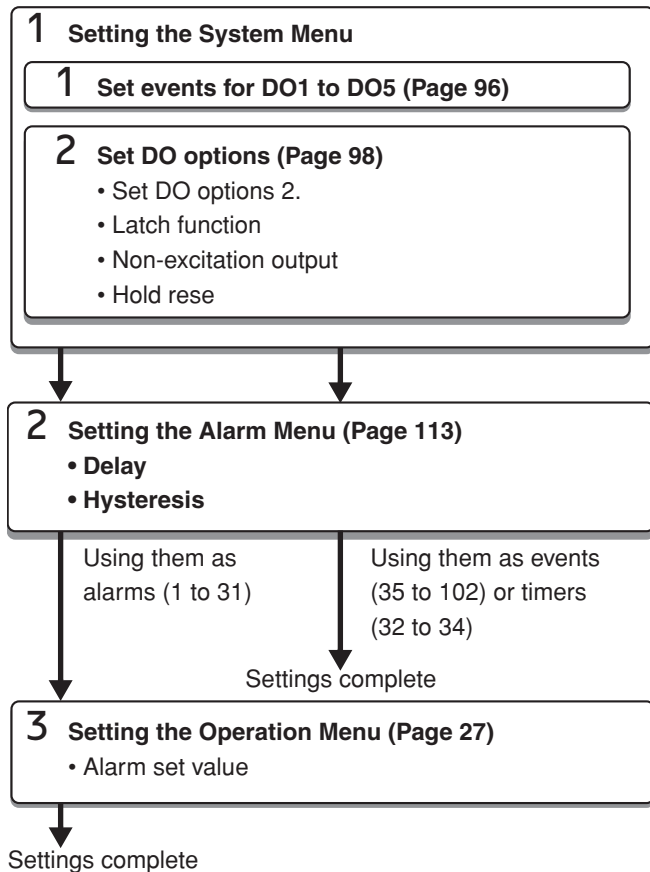 1 Setting the System Menu
1 Set events for DO1 to DO5 (Page 96)
2 Set DO options (Page 98)
• Set DO options 2.
• Latch function
• Non-excitation output
• Hold rese
2 Setting the Alarm Menu (Page 113)
• Delay
• Hysteresis
Using them as
alarms (1 to 31)
Using them as events
(35 to 102) or timers
(32 to 34)
Settings complete
3 Setting the Operation Menu (Page 27)
• Alarm set value
Settings complete